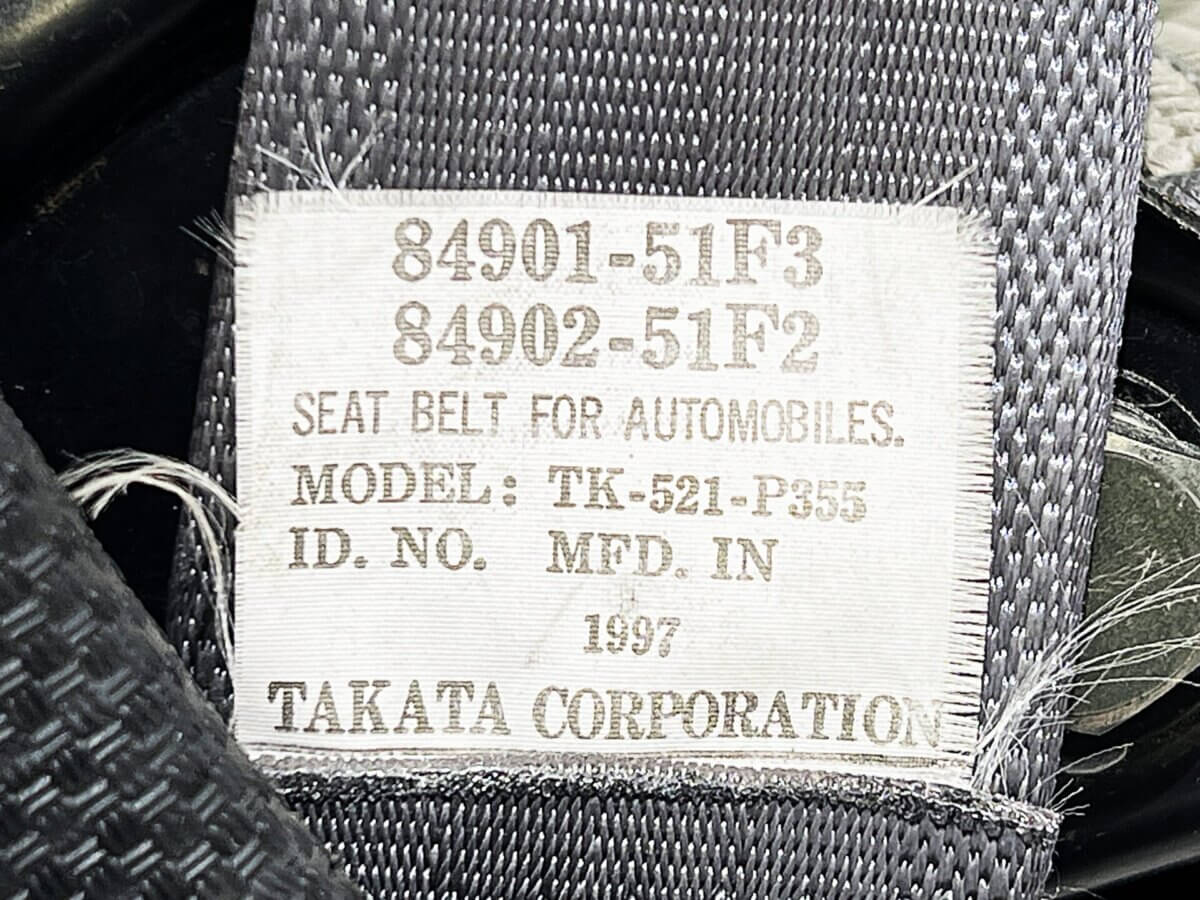 84901-51F3
84902-51F2
SEAT BELT FOR AUTOMOBILES.
MODEL: TK-521-P355
ID. NO. MFD. IN
1997
TAKATA CORPORATION